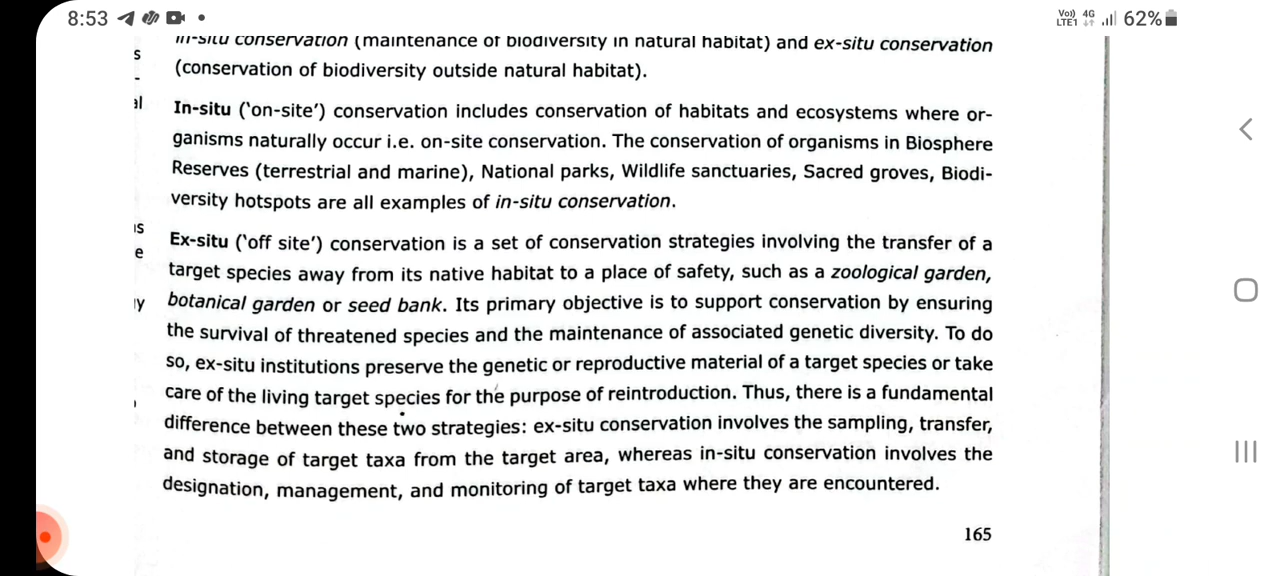 8:53
Vo)) 4G
LTE1 62%
in-situ conservation (maintenance of biodiversity in natural habitat) and ex-situ conservation
s
(conservation of biodiversity outside natural habitat).
-
al
In-situ ('on-site') conservation includes conservation of habitats and ecosystems where or-
ganisms naturally occur i.e. on-site conservation. The conservation of organisms in Biosphere
Reserves (terrestrial and marine), National parks, Wildlife sanctuaries, Sacred groves, Biodi-
versity hotspots are all examples of in-situ conservation.
is
Ex-situ ('off site') conservation is a set of conservation strategies involving the transfer of a
e
target species away from its native habitat to a place of safety, such as a zoological garden,
y
botanical garden or seed bank. Its primary objective is to support conservation by ensuring
the survival of threatened species and the maintenance of associated genetic diversity. To do
so, ex-situ institutions preserve the genetic or reproductive material of a target species or take
care of the living target species for the purpose of reintroduction. Thus, there is a fundamental
difference between these two strategies: ex-situ conservation involves the sampling, transfer,
and storage of target taxa from the target area, whereas in-situ conservation involves the
designation, management, and monitoring of target taxa where they are encountered.
165